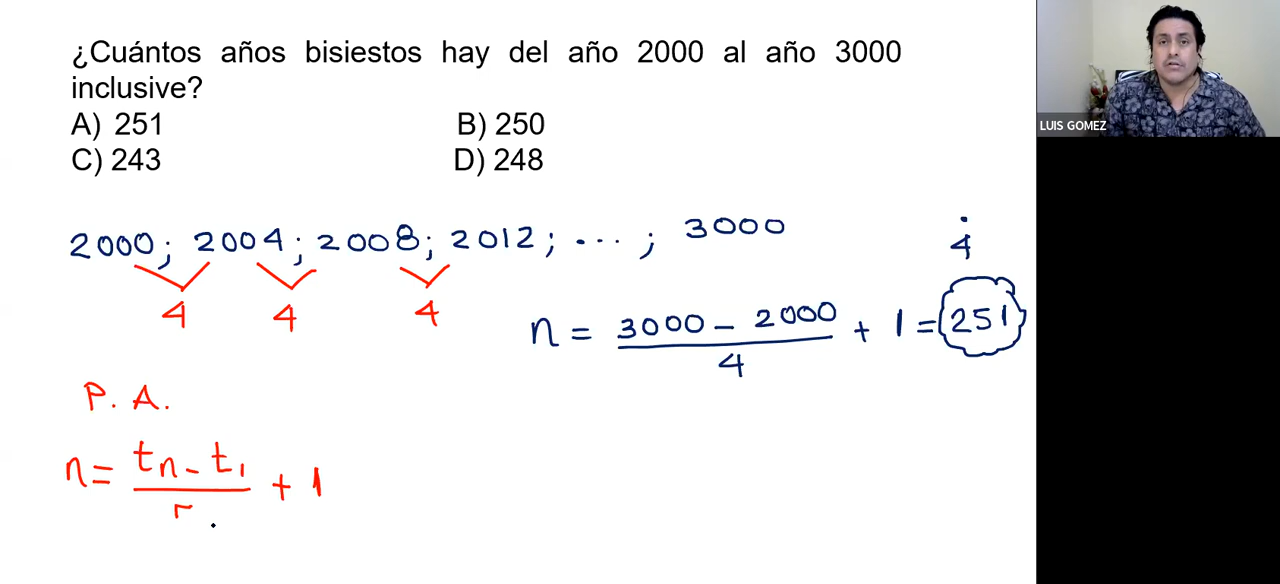 ¿Cuántos años bisiestos hay del año 2000 al año 3000
inclusive?
A) 251 B) 250
C) 243 D) 248
LUIS GOMEZ
2000; 2004; 2008; 2012; ... ; 3000
4̇
4 4 4
n = (3000 - 2000)/4 + 1 = 251
P. A.
n = (tₙ - t₁)/r + 1